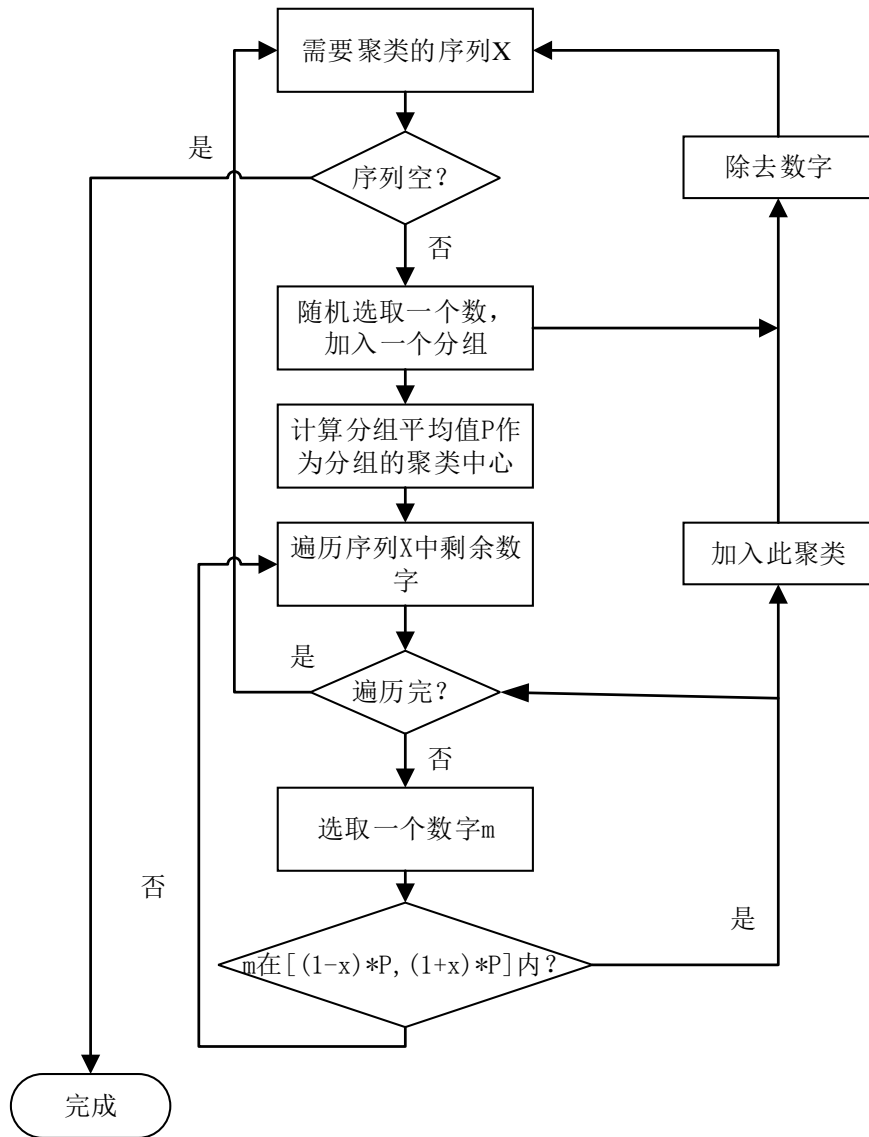 需要聚类的序列X
是
序列空?
除去数字
否
随机选取一个数,
加入一个分组
计算分组平均值P作
为分组的聚类中心
遍历序列X中剩余数
字
加入此聚类
是
遍历完?
否
选取一个数字m
否
是
m在[(1-x)*P,(1+x)*P]内?
完成